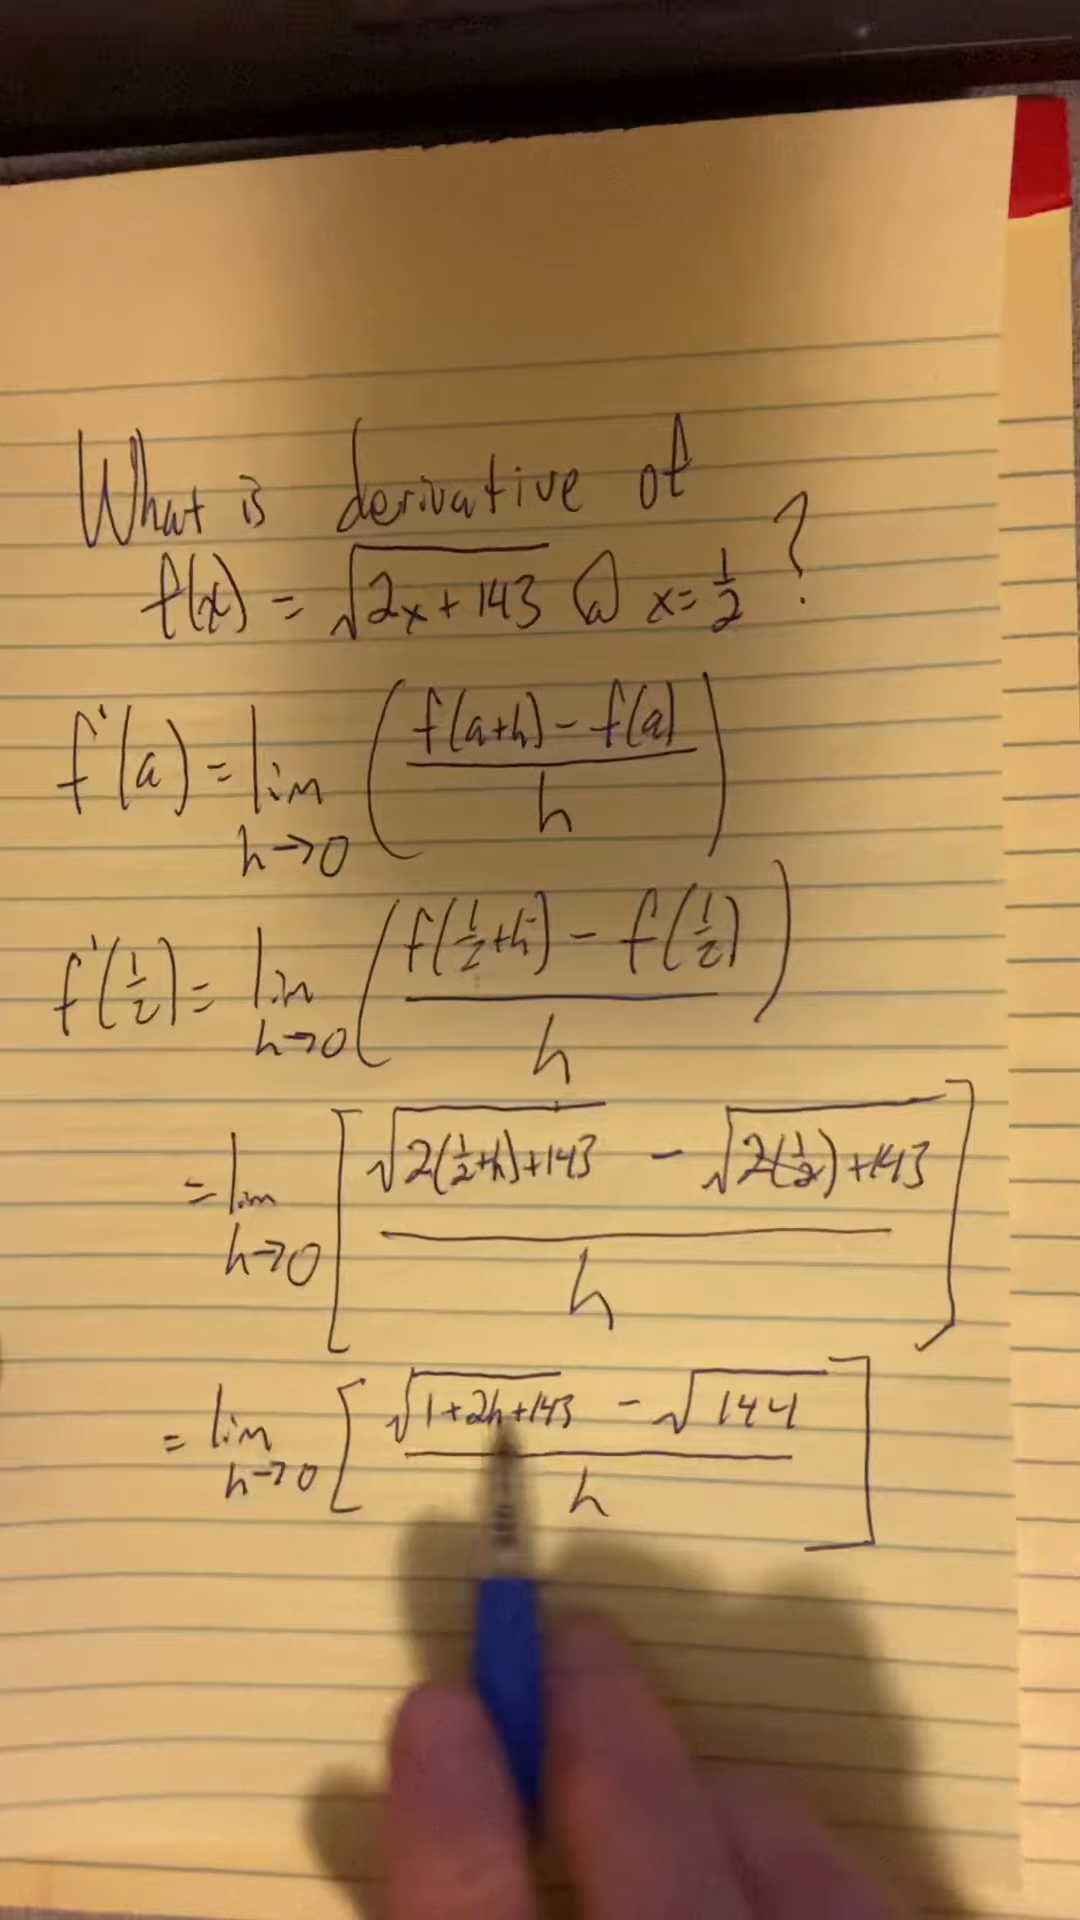 What is derivative of
f(x) = √(2x+143) @ x=1/2 ?
f'(a) = lim h→0 ( (f(a+h) - f(a)) / h )
f'(1/2) = lim h→0 ( (f(1/2+h) - f(1/2)) / h )
= lim h→0 [ (√(2(1/2+h)+143) - √(2(1/2)+143)) / h ]
= lim h→0 [ (√(1+2h+143) - √144) / h ]